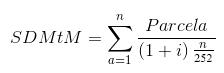 SDMtM = \sum_{a=1}^{n} \frac{Parcela}{(1+i)\frac{n}{252}}